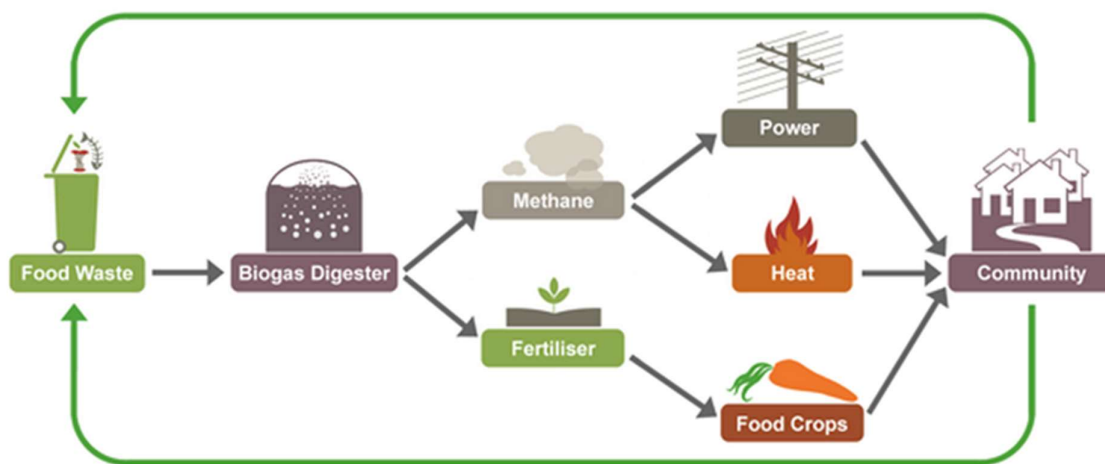 Power
Methane
Food Waste
Biogas Digester
Heat
Community
Fertiliser
Food Crops